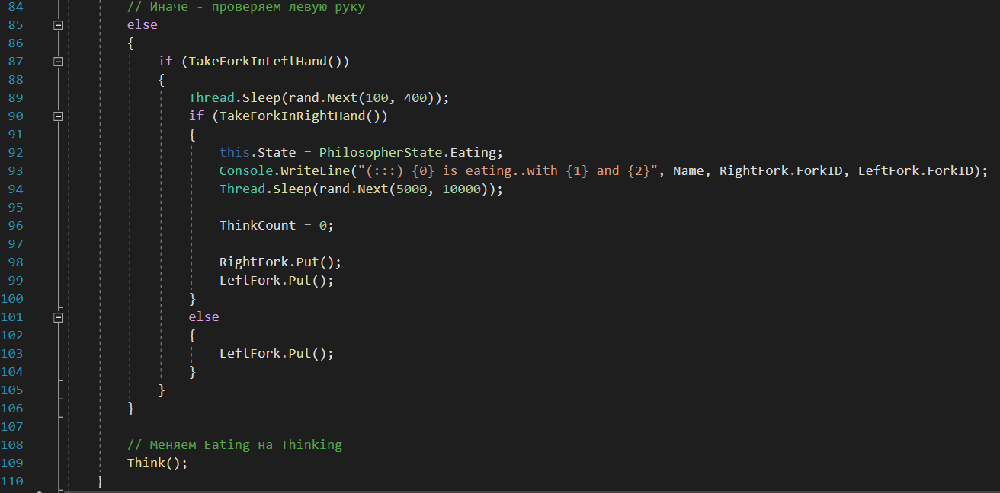 84 // Иначе - проверяем левую руку
85 else
86 {
87 if (TakeForkInLeftHand())
88 {
89 Thread.Sleep(rand.Next(100, 400));
90 if (TakeForkInRightHand())
91 {
92 this.State = PhilosopherState.Eating;
93 Console.WriteLine("(:::) {0} is eating..with {1} and {2}", Name, RightFork.ForkID, LeftFork.ForkID);
94 Thread.Sleep(rand.Next(5000, 10000));
95
96 ThinkCount = 0;
97
98 RightFork.Put();
99 LeftFork.Put();
100 }
101 else
102 {
103 LeftFork.Put();
104 }
105 }
106 }
107
108 // Меняем Eating на Thinking
109 Think();
110 }